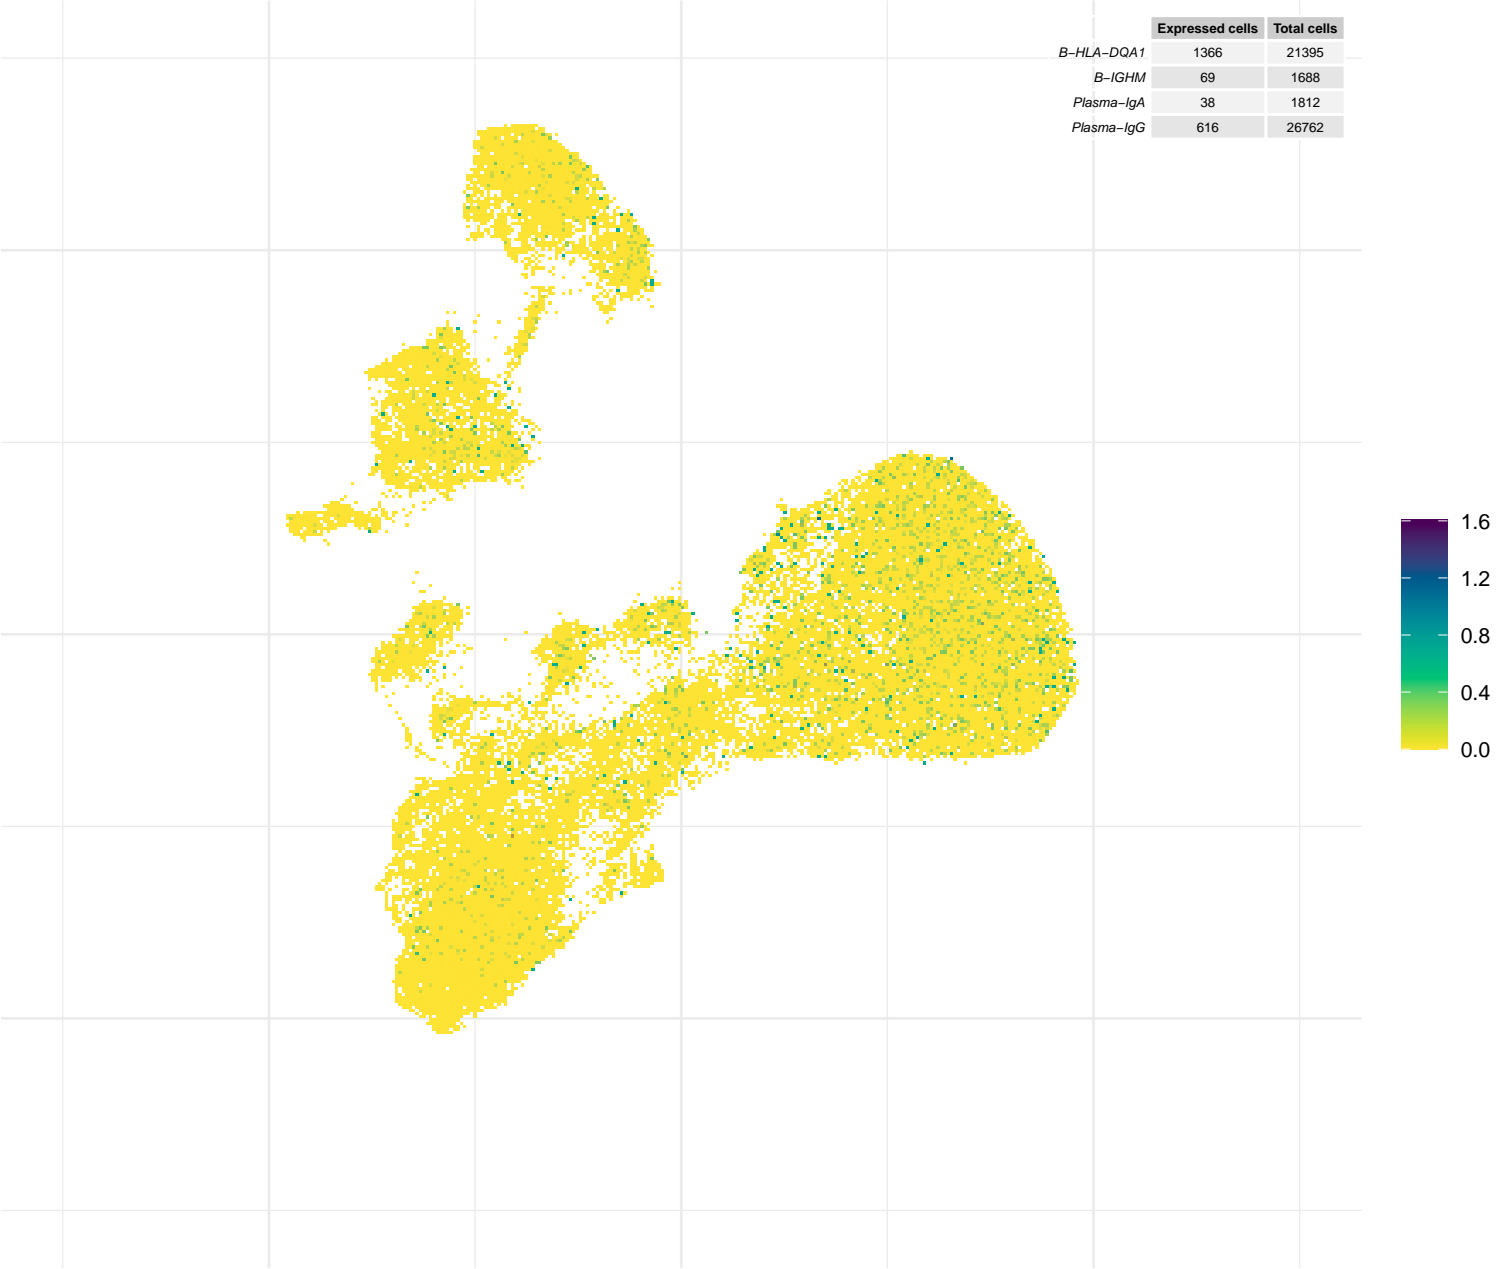 Expressed cells Total cells
B−HLA−DQA1 1366 21395
B−IGHM 69 1688
Plasma−IgA 38 1812
Plasma−IgG 616 26762
1.6
1.2
0.8
0.4
0.0